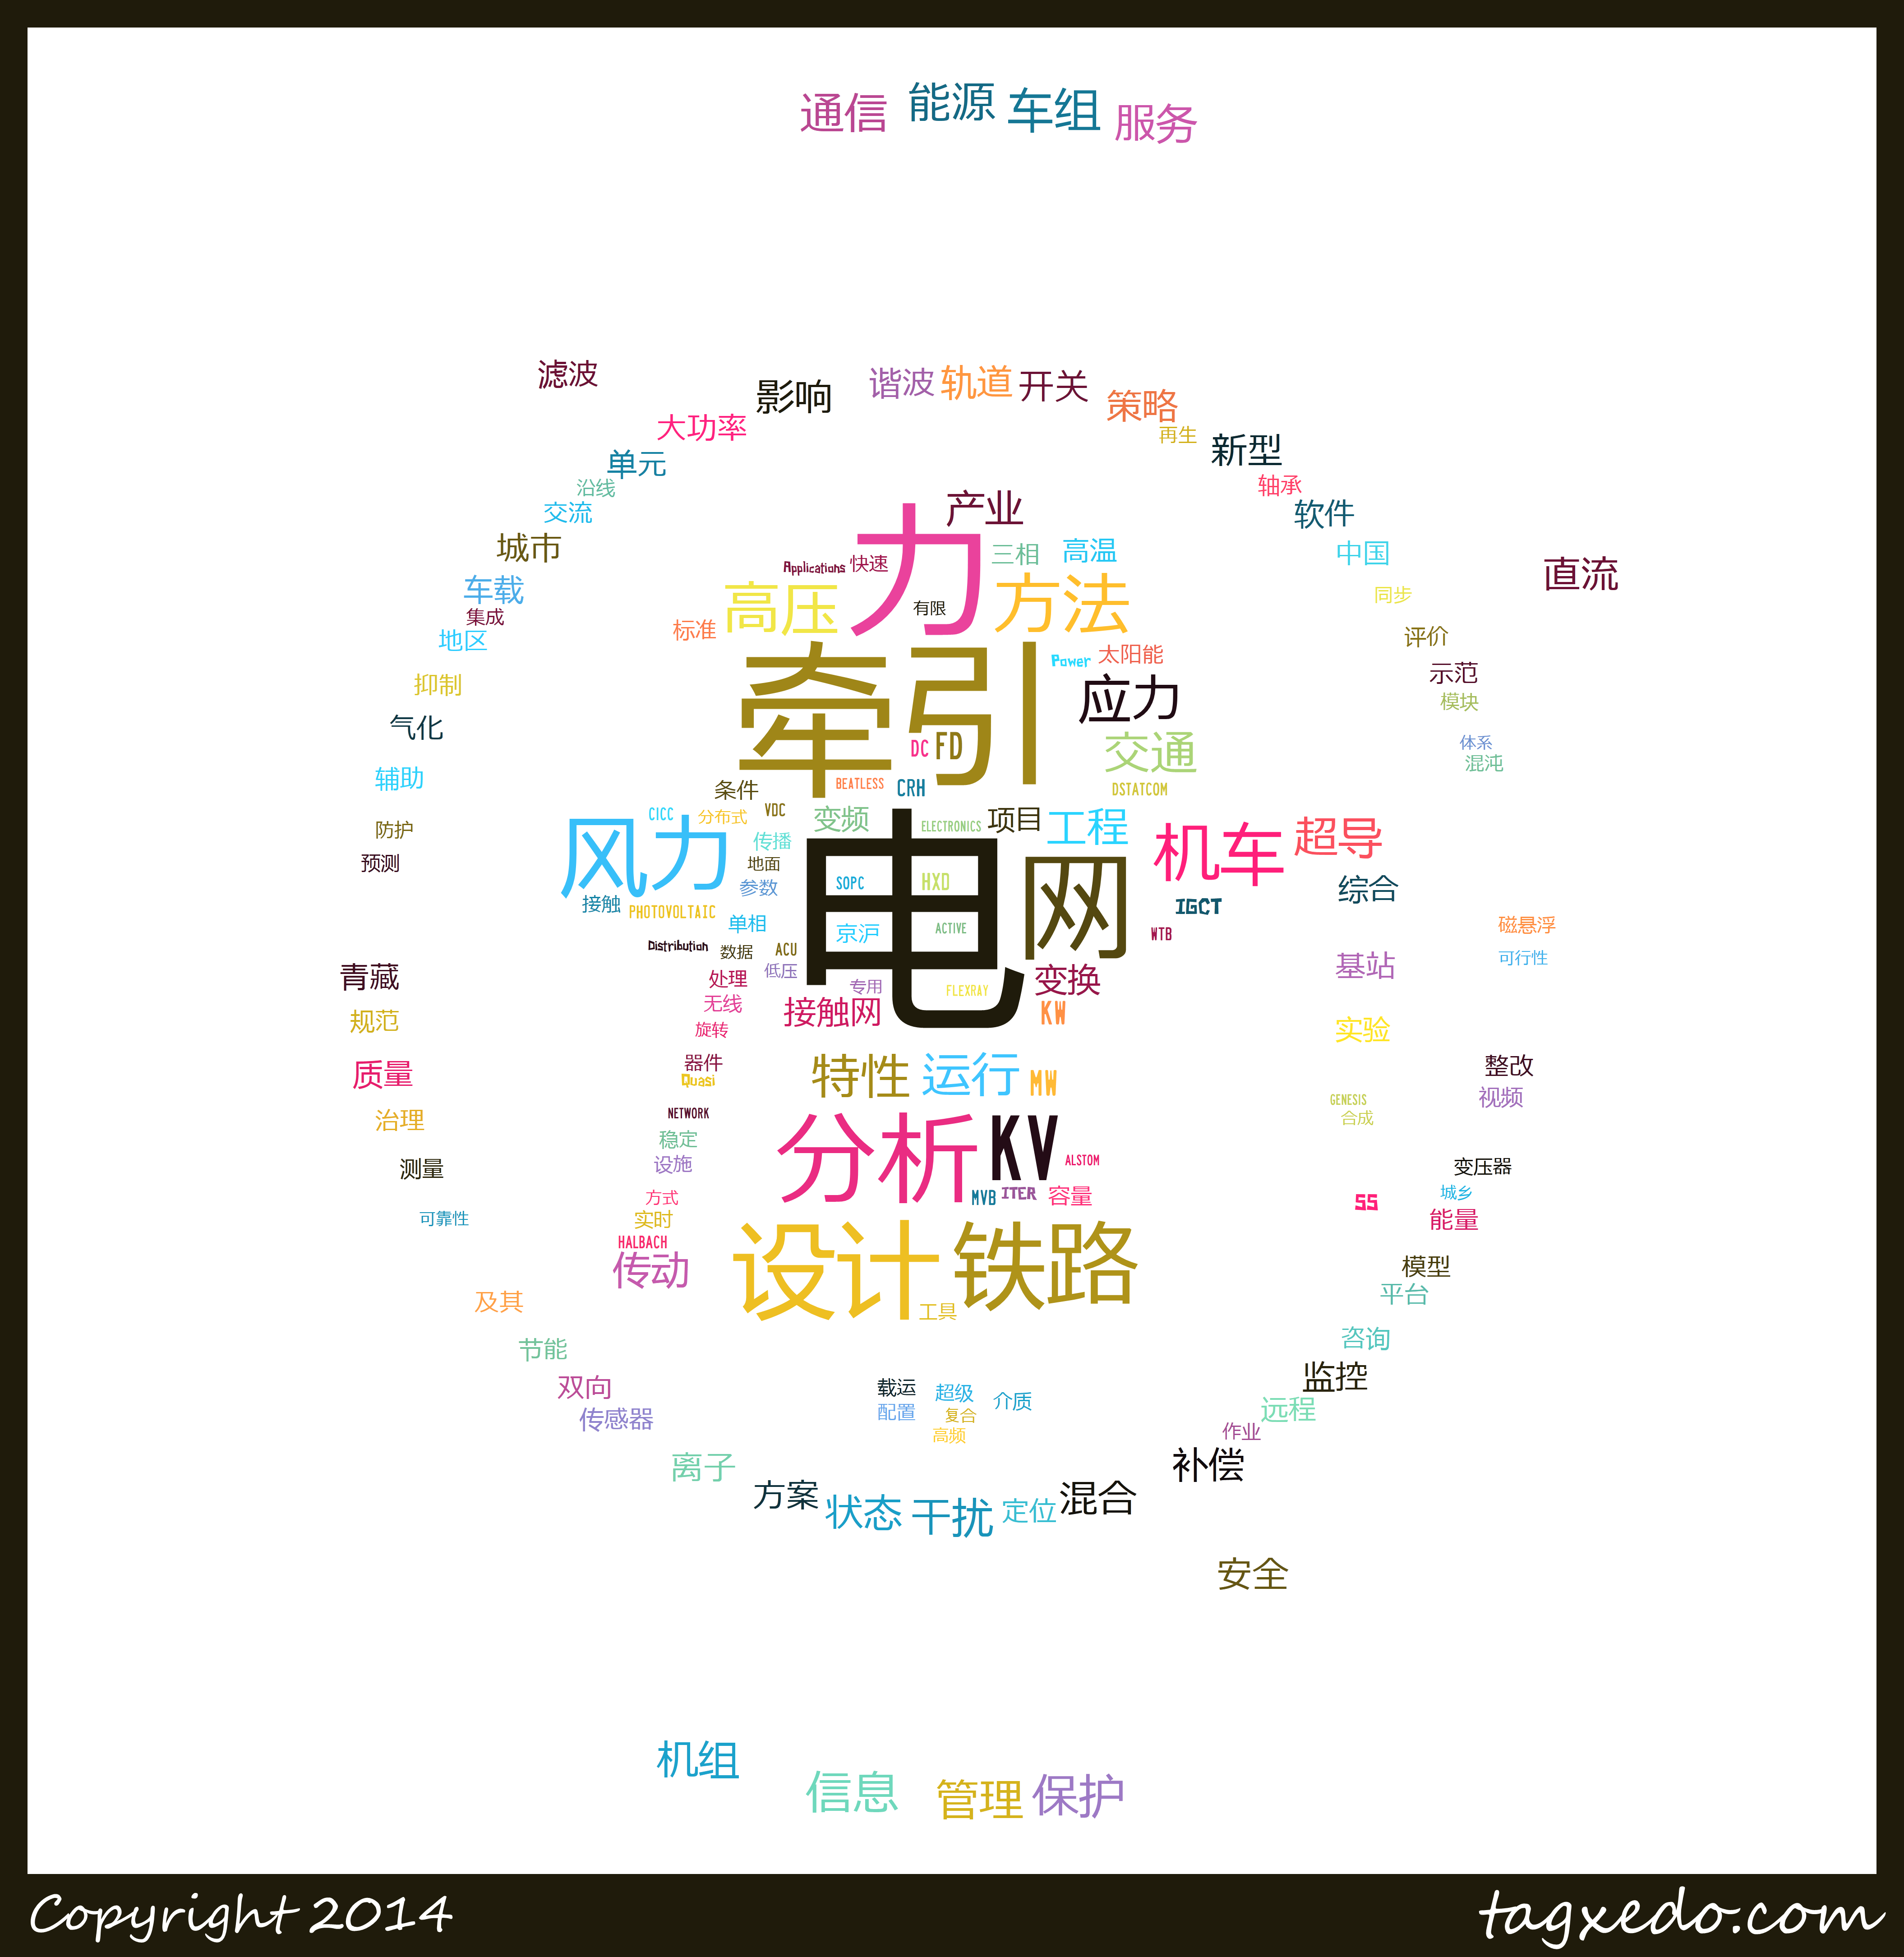 通信 能源 车组 服务
滤波 影响 谐波 轨道 开关 策略
大功率 再生 新型
单元 沿线 轴承
交流 产业 软件
城市 力 三相 高温 中国
Applications 快速 直流
车载 高压 有限 方法 同步
集成 标准 评价
地区 牵引 Power 太阳能 示范
抑制 应力 模块
气化 DC FD 交通 体系
辅助 条件 BEATLESS CRH DSTATCOM 混沌
CICC 分布式 VDC 变频 ELECTRONICS 项目 工程
防护 风力 传播 机车 超导
预测 地面 电 网
参数 SOPC HXD 综合
接触 PHOTOVOLTAIC 单相 京沪 ACTIVE IGCT 磁悬浮
Distribution 数据 ACU WTB 可行性
青藏 处理 低压 专用 FLEXRAY 变换 基站
规范 无线 接触网 KW 实验
旋转
质量 器件 特性 运行 MW 整改
Quasi 视频
治理 NETWORK 分析 KV GENESIS 合成
稳定
测量 设施 ALSTOM 变压器
方式 MVB ITER 容量 SS 城乡
可靠性 实时 能量
HALBACH 设计 铁路
传动 模型
及其 工具 平台
节能 咨询
双向 载运 超级 介质 监控
传感器 配置 复合 远程
高频 作业
离子 补偿
方案 状态 干扰 定位 混合
安全
机组 信息 管理 保护
Copyright 2014 tagxedo.com